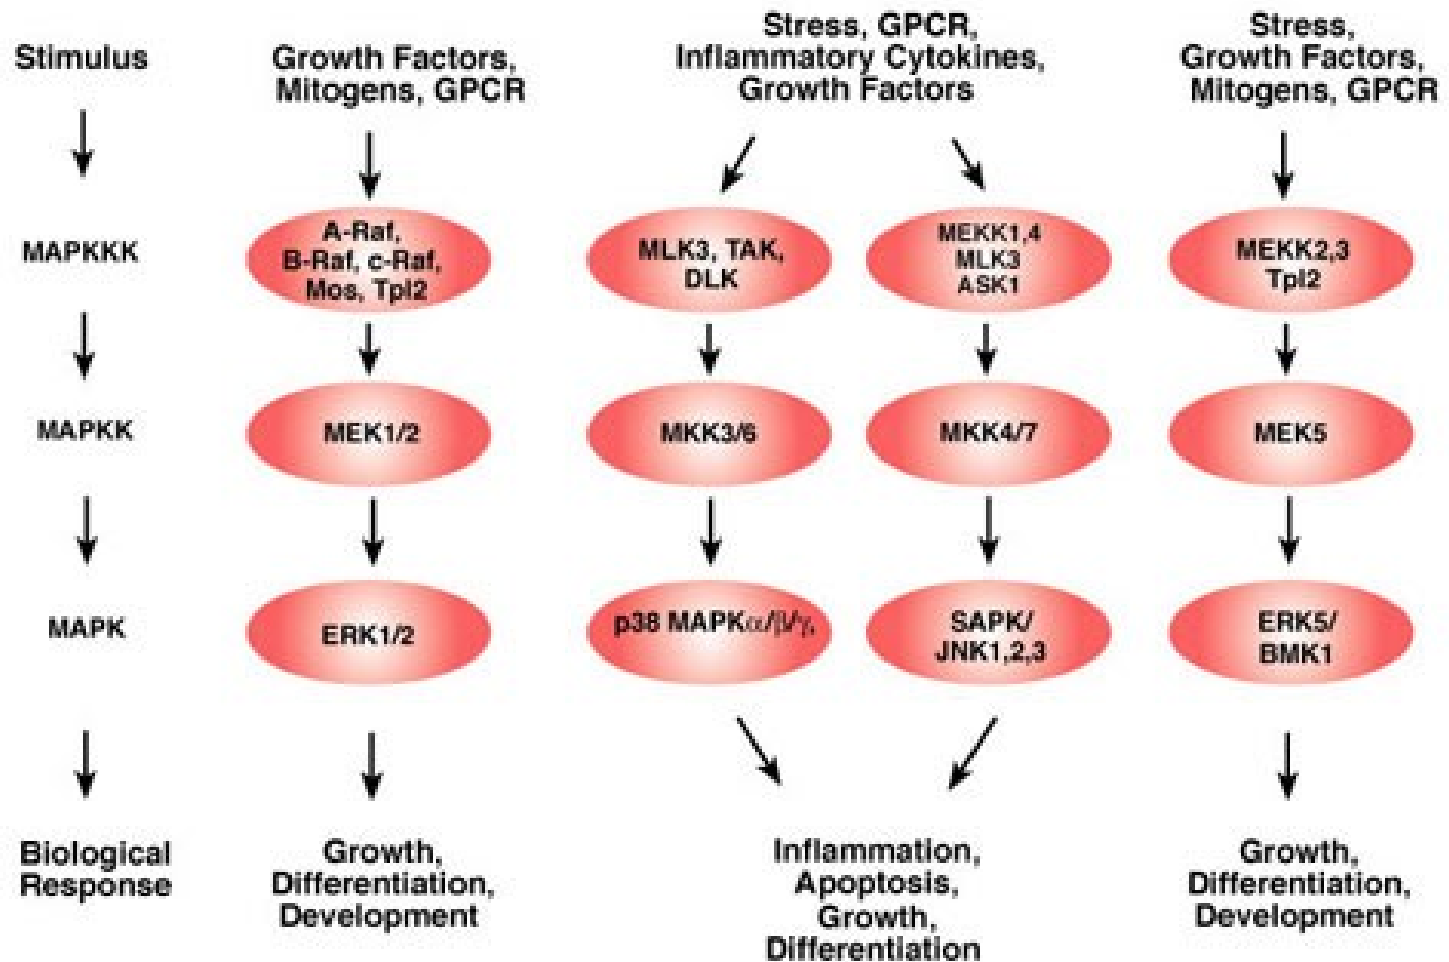 Stimulus
Growth Factors,
Mitogens, GPCR
Stress, GPCR,
Inflammatory Cytokines,
Growth Factors
Stress,
Growth Factors,
Mitogens, GPCR
MAPKKK
A-Raf,
B-Raf, c-Raf,
Mos, Tpl2
MLK3, TAK,
DLK
MEKK1,4
MLK3
ASK1
MEKK2,3
Tpl2
MAPKK
MEK1/2
MKK3/6
MKK4/7
MEK5
MAPK
ERK1/2
p38 MAPKα/β/γ,
SAPK/
JNK1,2,3
ERK5/
BMK1
Biological
Response
Growth,
Differentiation,
Development
Inflammation,
Apoptosis,
Growth,
Differentiation
Growth,
Differentiation,
Development